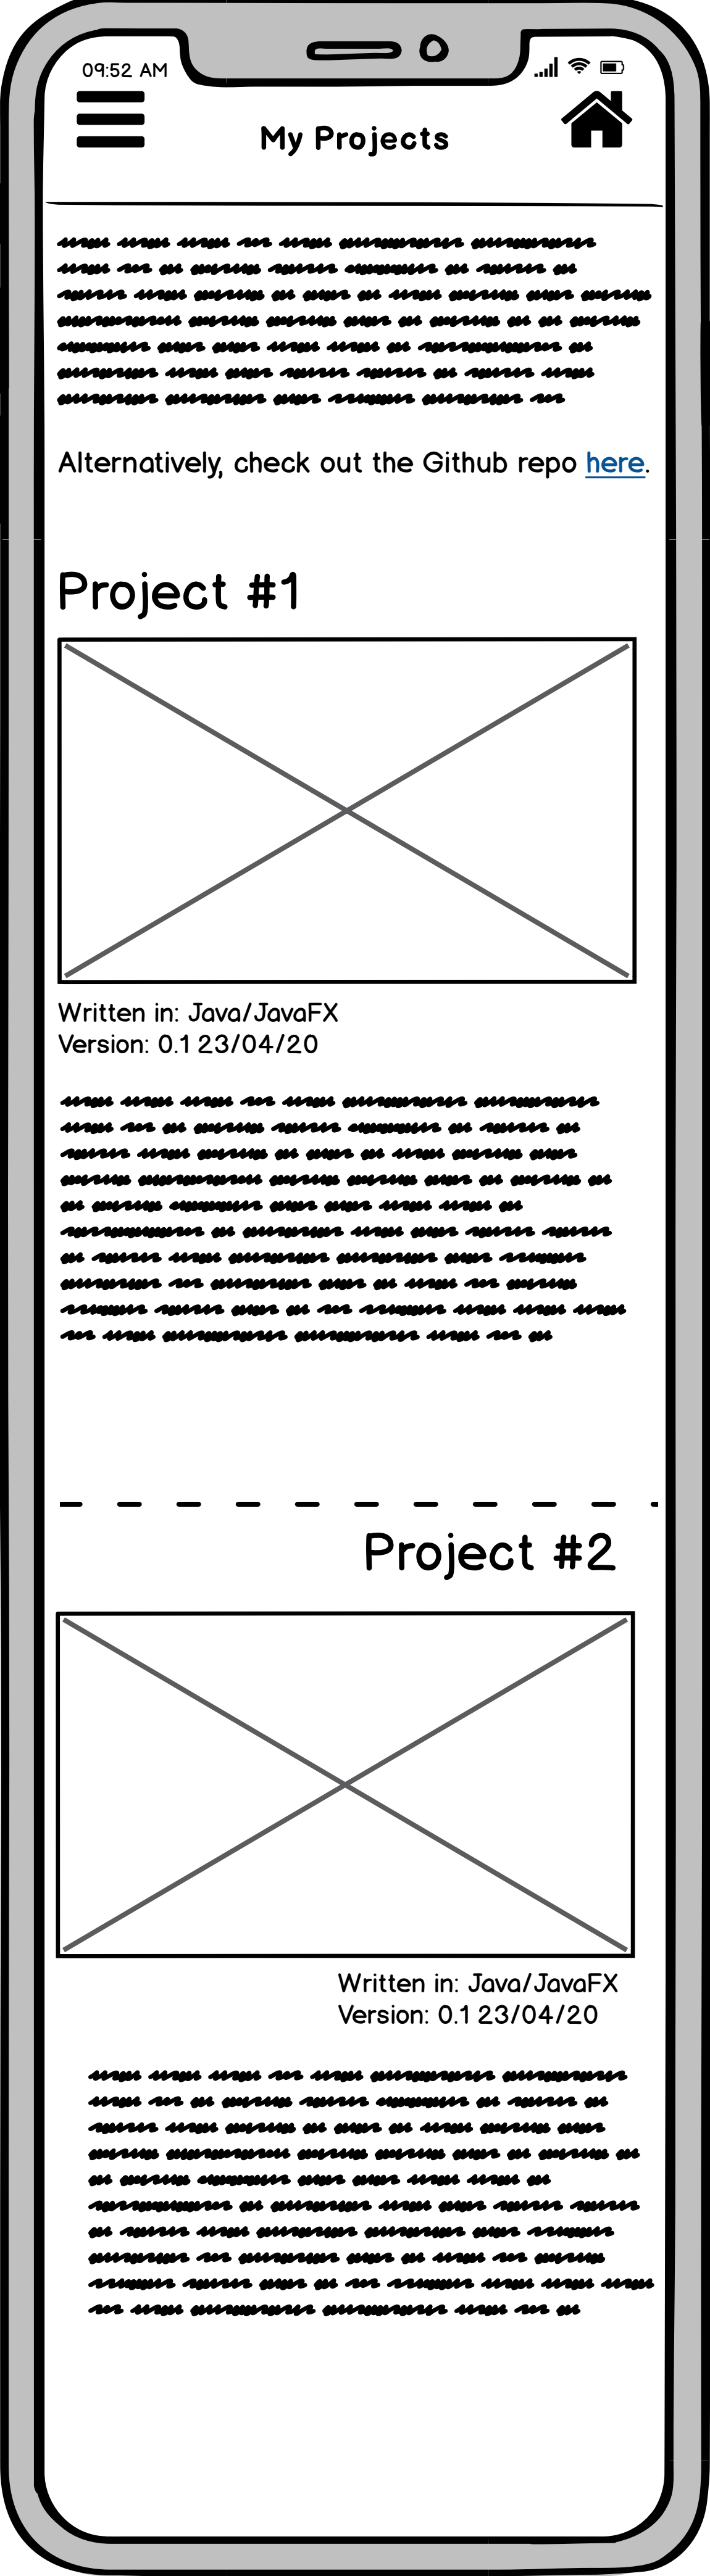 09:52 AM
My Projects
Alternatively, check out the Github repo here.
Project #1
Written in: Java/JavaFX
Version: 0.1 23/04/20
Project #2
Written in: Java/JavaFX
Version: 0.1 23/04/20